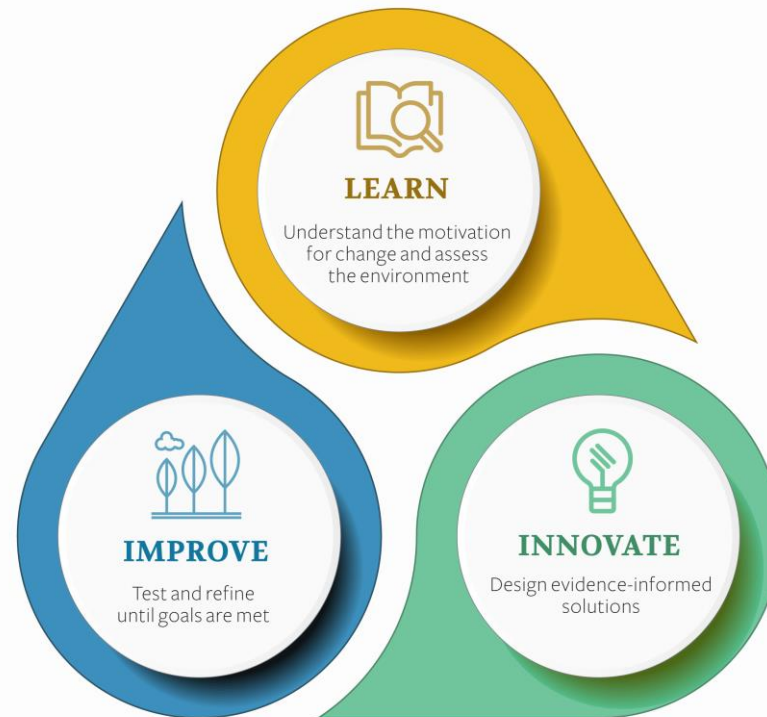 LEARN
Understand the motivation
for change and assess
the environment
IMPROVE
Test and refine
until goals are met
INNOVATE
Design evidence-informed
solutions